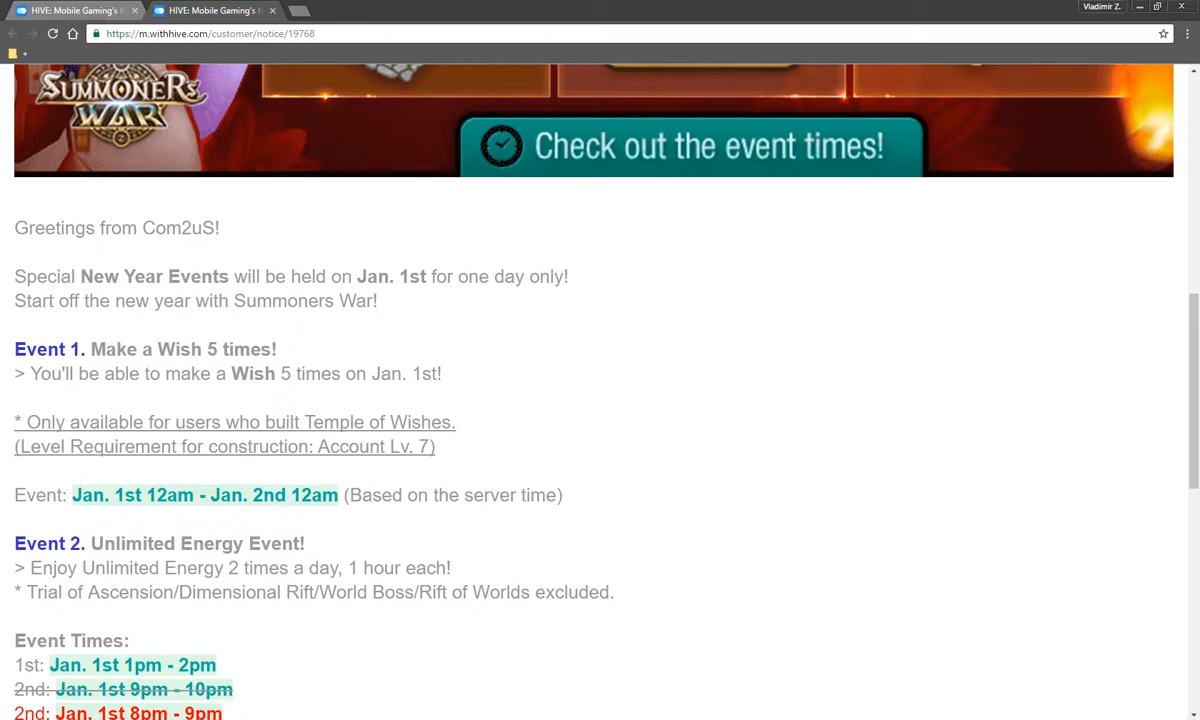 HIVE: Mobile Gaming's H
HIVE: Mobile Gaming's H
Vladimir Z.
https://m.withhive.com/customer/notice/19768
SUMMONERS
WAR
Check out the event times!
Greetings from Com2uS!
Special New Year Events will be held on Jan. 1st for one day only!
Start off the new year with Summoners War!
Event 1. Make a Wish 5 times!
> You'll be able to make a Wish 5 times on Jan. 1st!
* Only available for users who built Temple of Wishes.
(Level Requirement for construction: Account Lv. 7)
Event: Jan. 1st 12am - Jan. 2nd 12am (Based on the server time)
Event 2. Unlimited Energy Event!
> Enjoy Unlimited Energy 2 times a day, 1 hour each!
* Trial of Ascension/Dimensional Rift/World Boss/Rift of Worlds excluded.
Event Times:
1st: Jan. 1st 1pm - 2pm
2nd: Jan. 1st 9pm - 10pm
2nd: Jan. 1st 8pm - 9pm